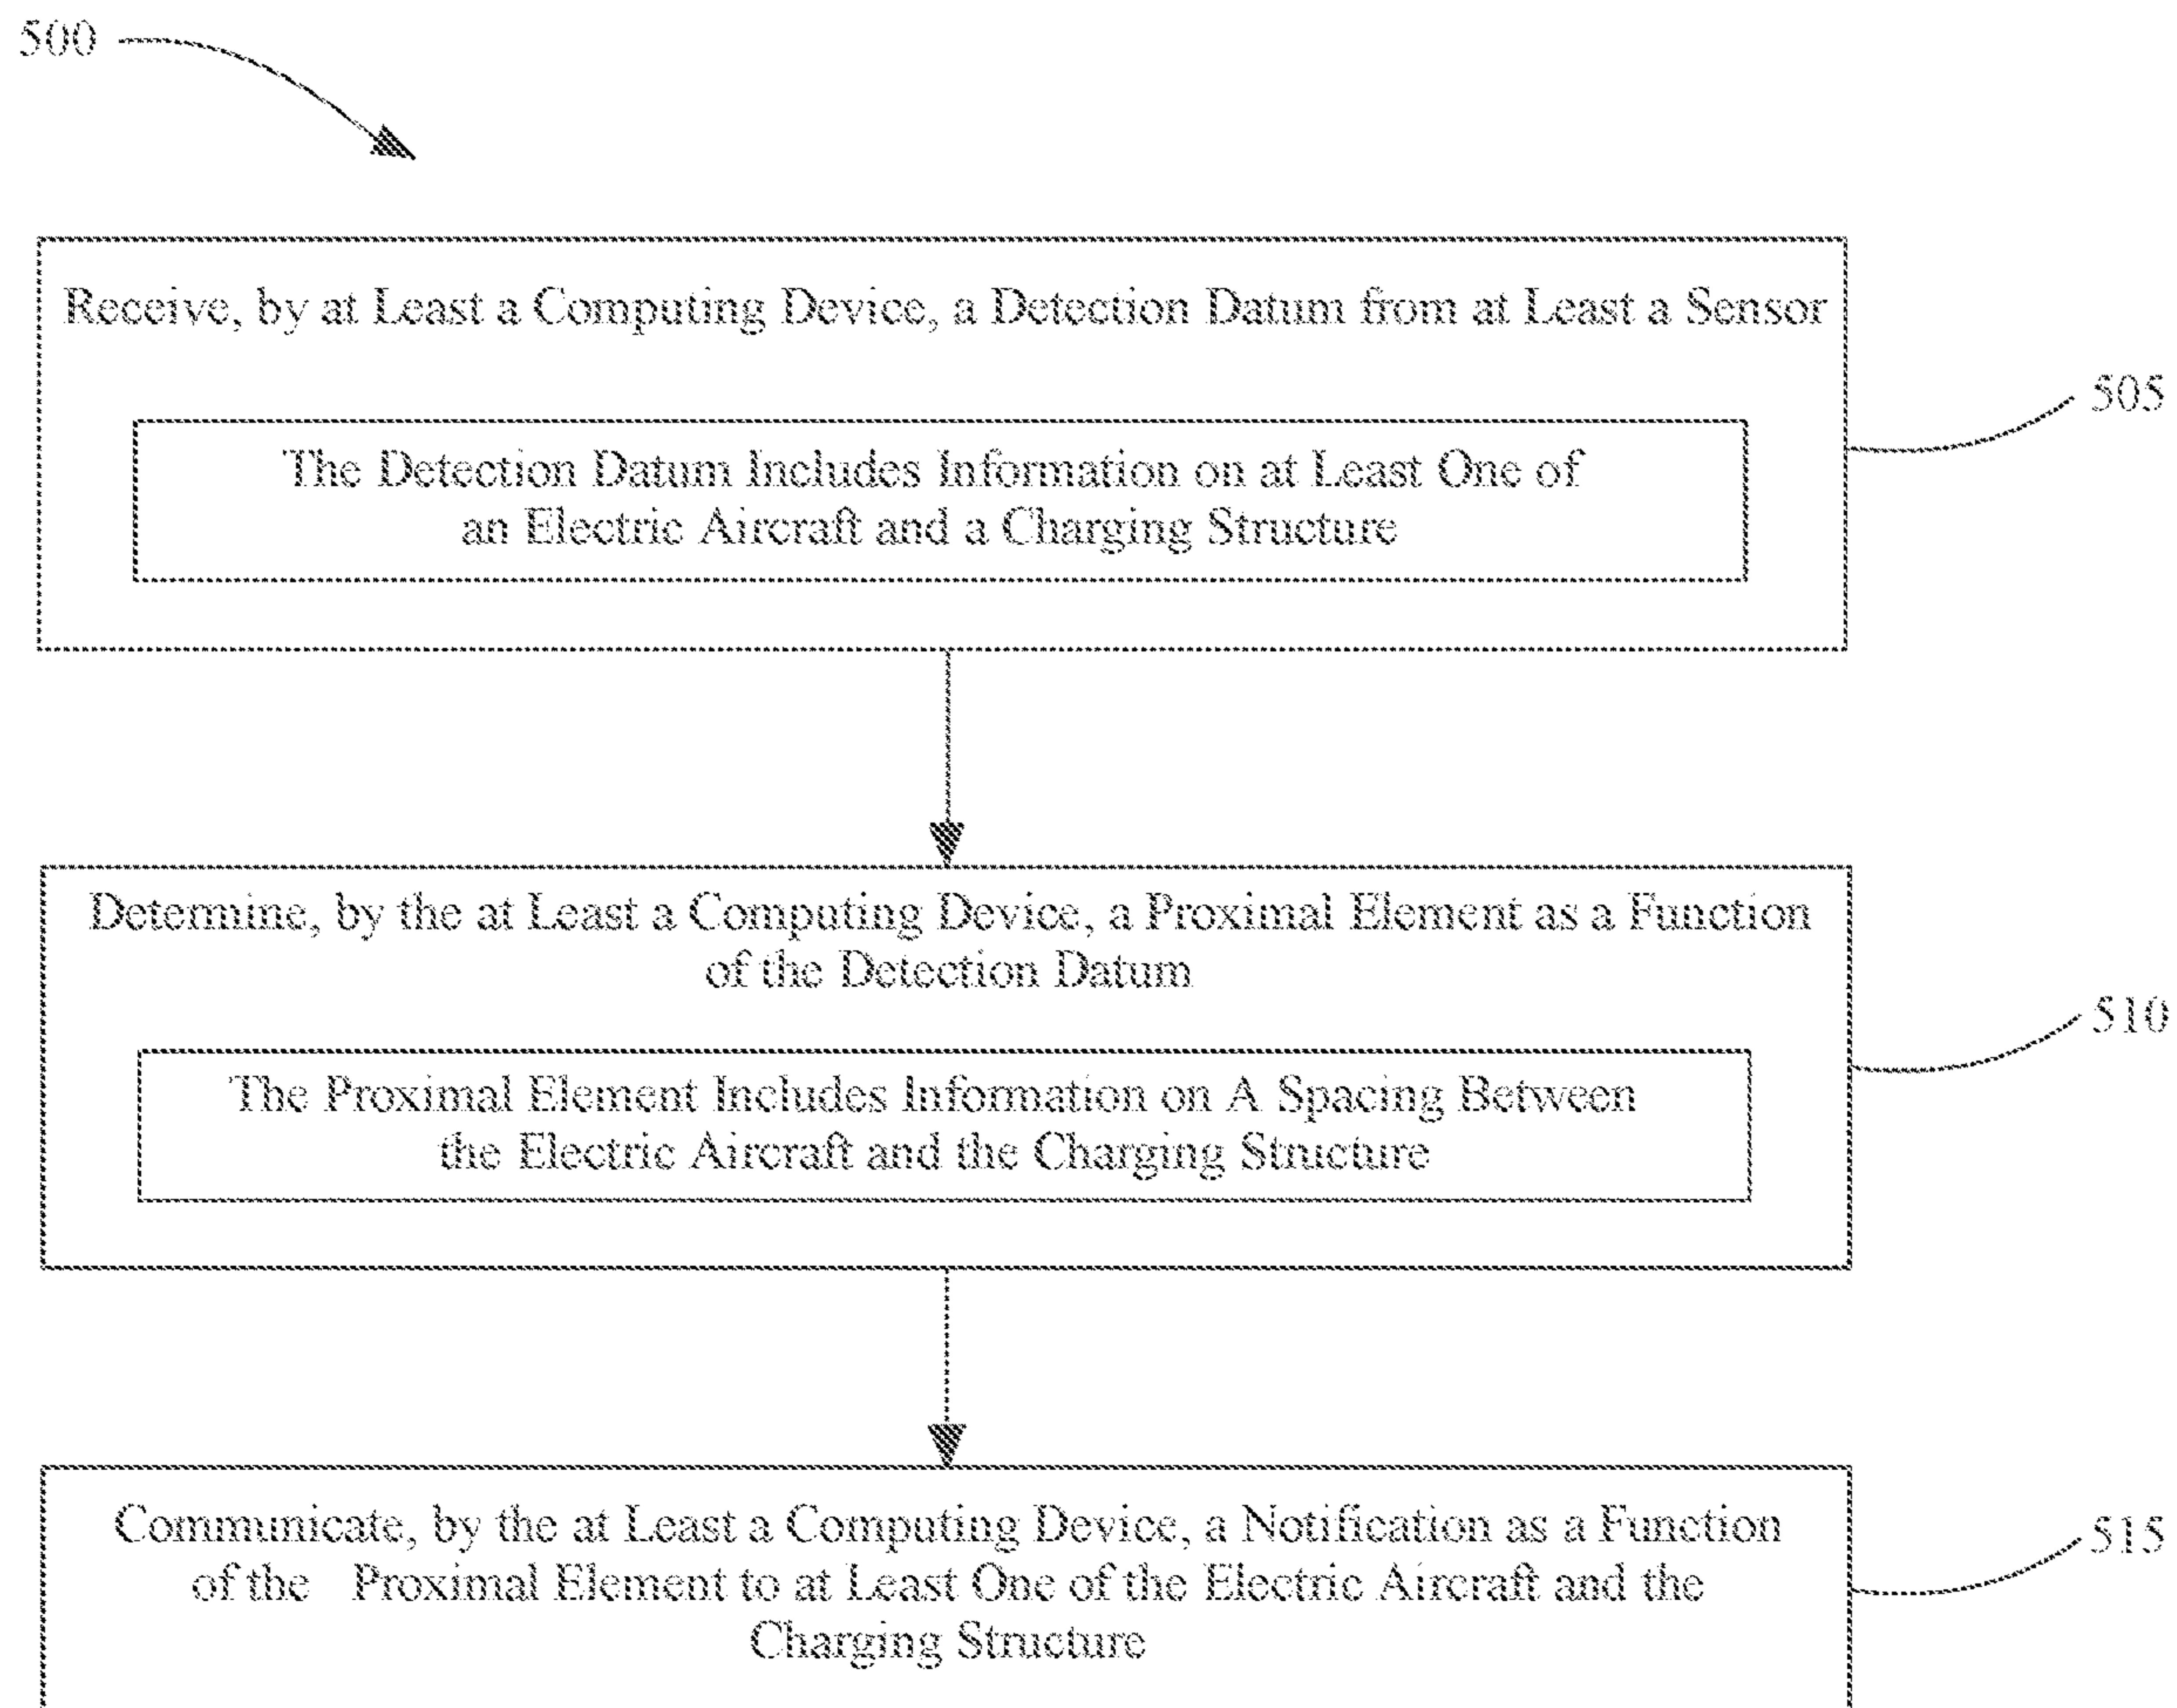 500
Receive, by at Least a Computing Device, a Detection Datum from at Least a Sensor
505
The Detection Datum Includes Information on at Least One of
an Electric Aircraft and a Charging Structure
Determine, by the at Least a Computing Device, a Proximal Element as a Function
of the Detection Datum
510
The Proximal Element Includes Information on A Spacing Between
the Electric Aircraft and the Charging Structure
Communicate, by the at Least a Computing Device, a Notification as a Function
515
of the Proximal Element to at Least One of the Electric Aircraft and the
Charging Structure